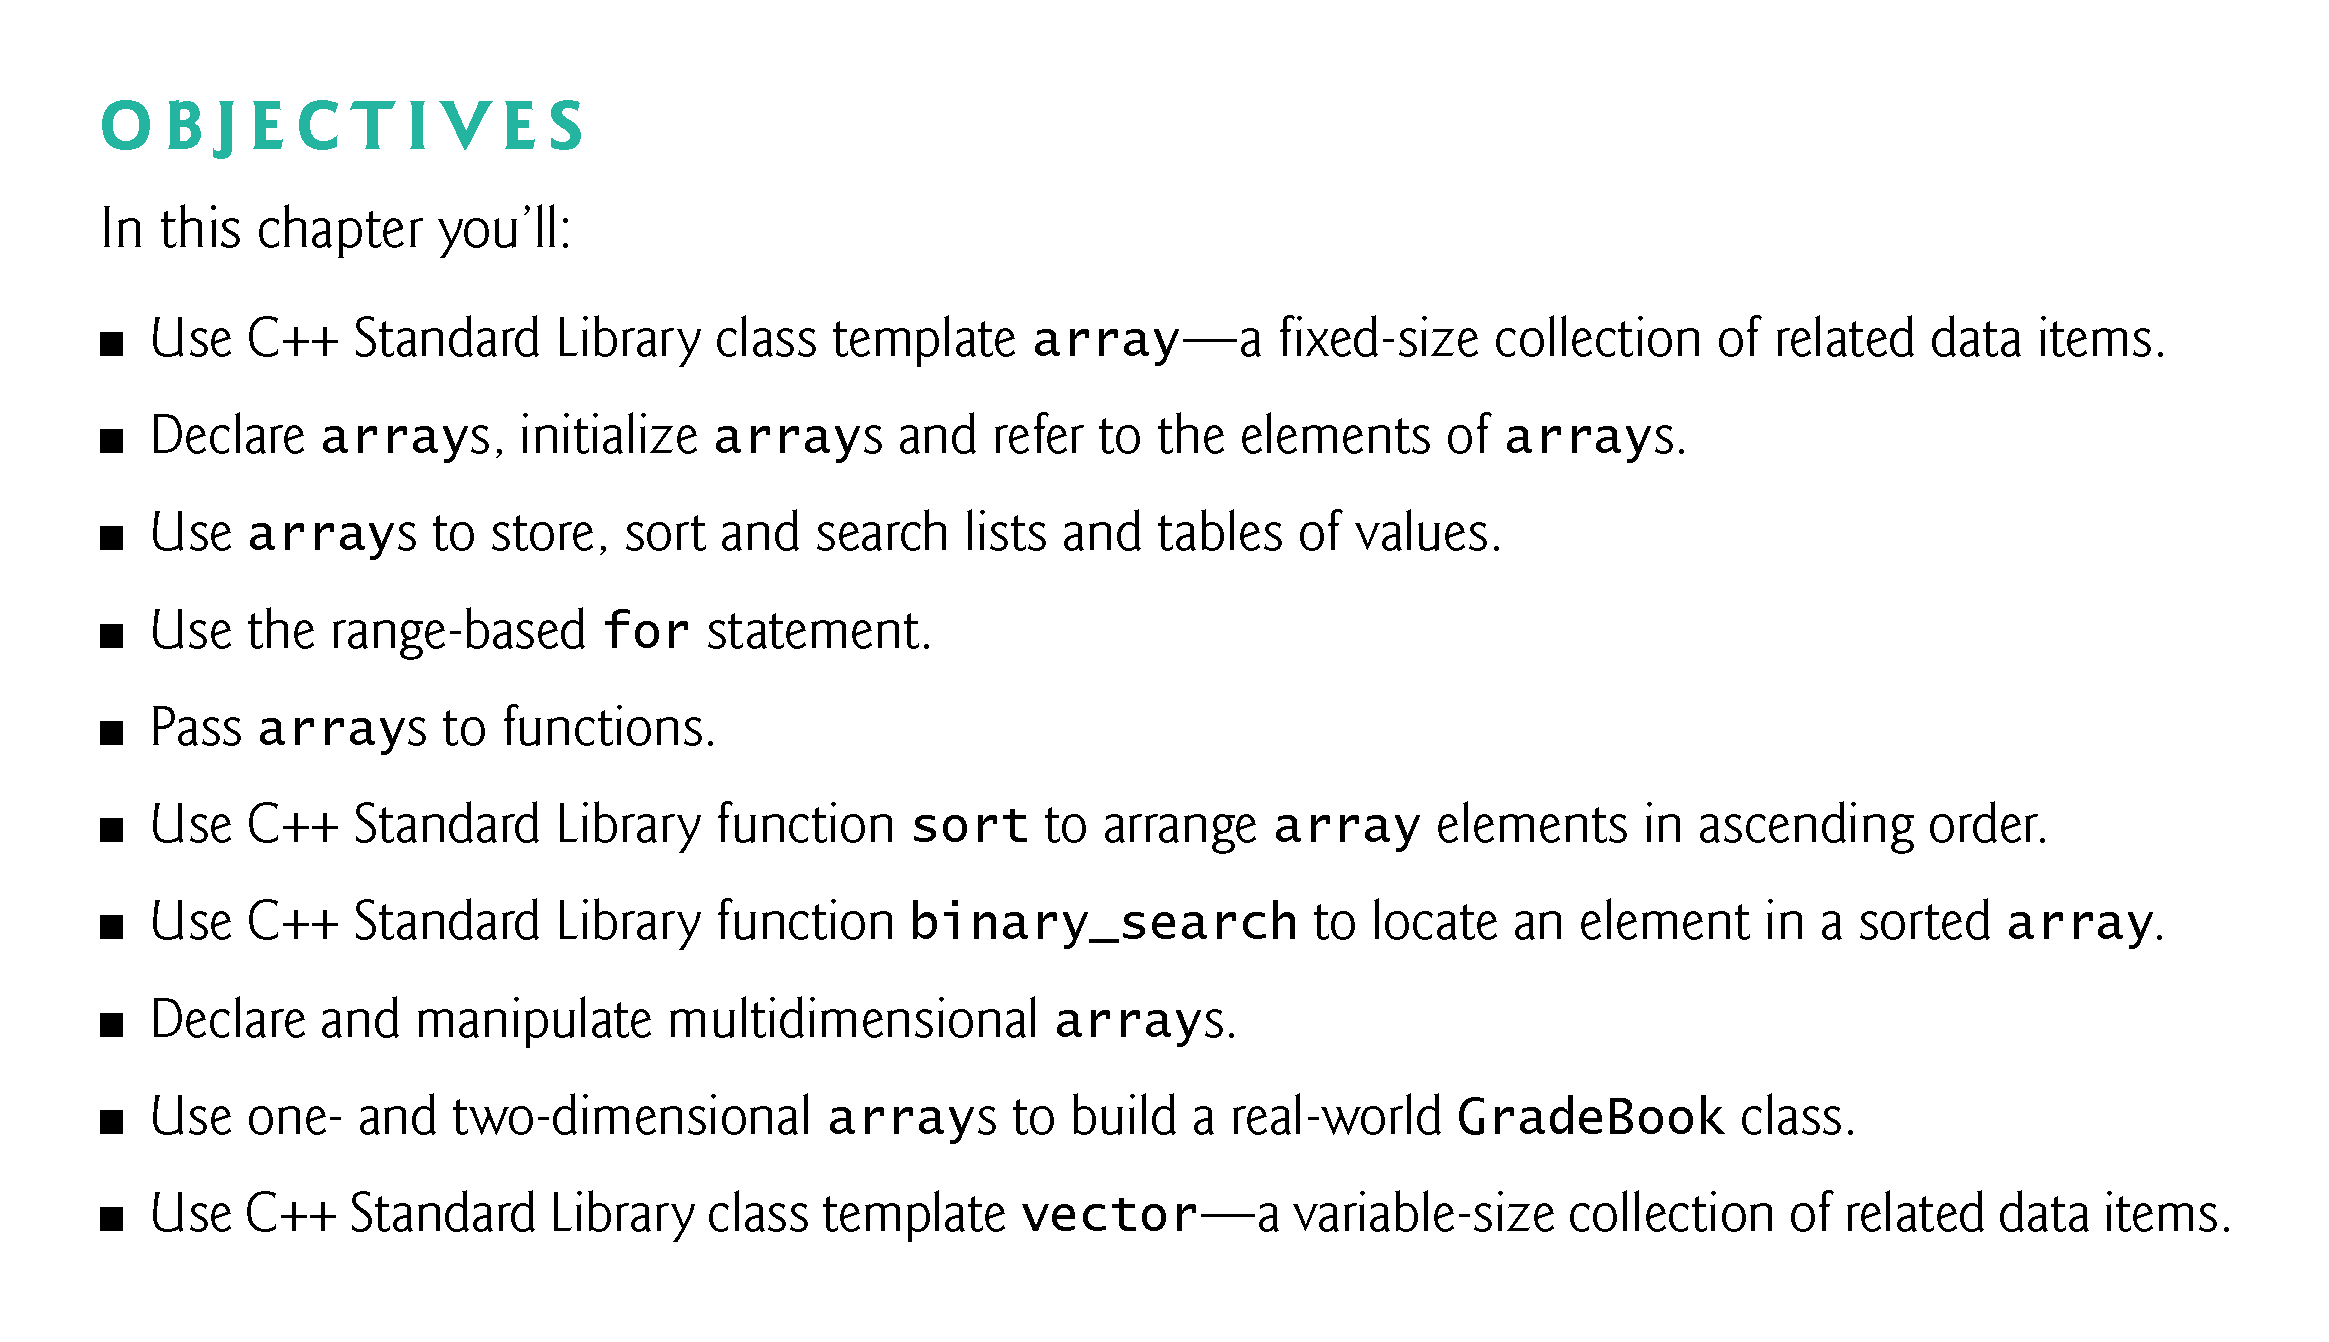 OBJECTIVES
In this chapter you’ll:
■ Use C++ Standard Library class template array—a fixed-size collection of related data items.
■ Declare arrays, initialize arrays and refer to the elements of arrays.
■ Use arrays to store, sort and search lists and tables of values.
■ Use the range-based for statement.
■ Pass arrays to functions.
■ Use C++ Standard Library function sort to arrange array elements in ascending order.
■ Use C++ Standard Library function binary_search to locate an element in a sorted array.
■ Declare and manipulate multidimensional arrays.
■ Use one- and two-dimensional arrays to build a real-world GradeBook class.
■ Use C++ Standard Library class template vector—a variable-size collection of related data items.